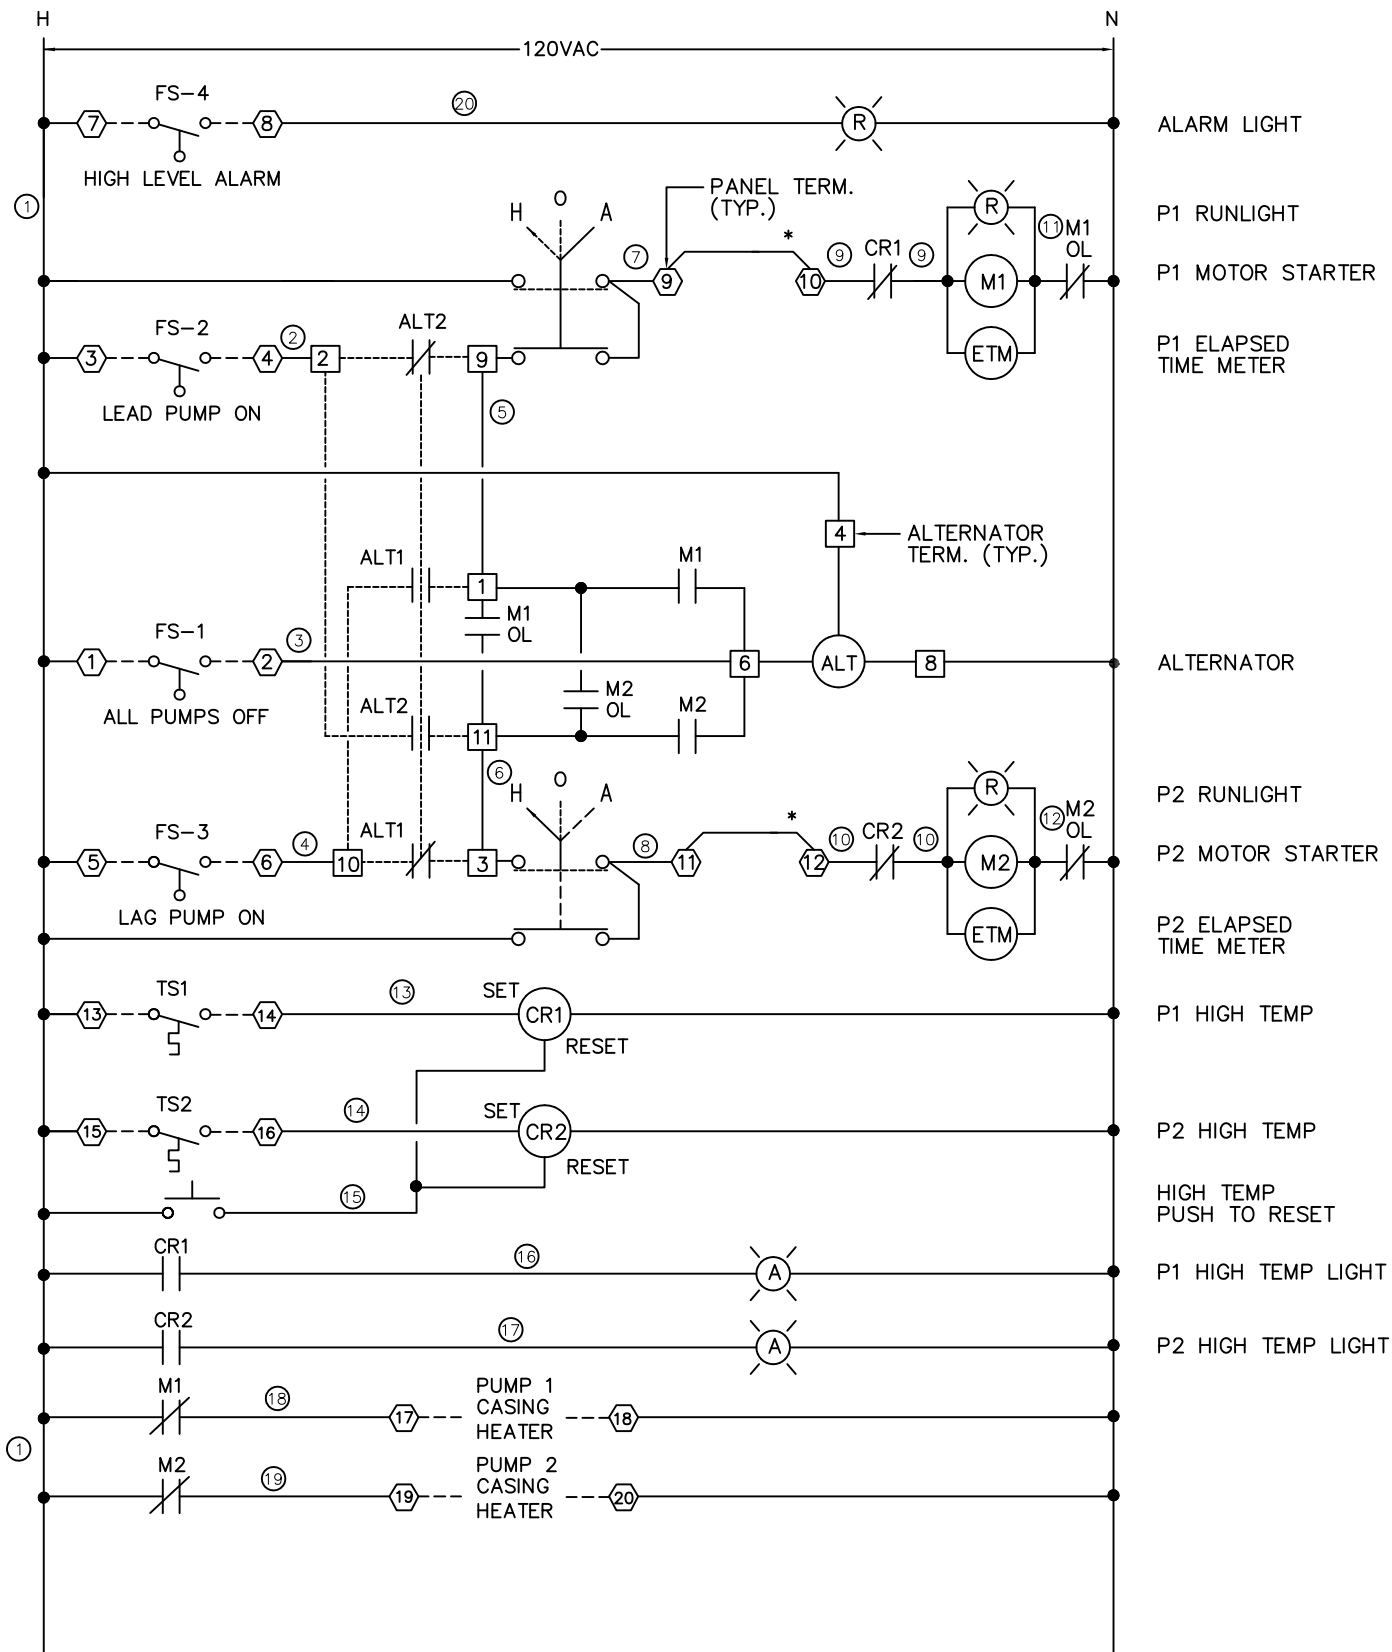 H
N
120VAC
FS-4
20
7
8
R
ALARM LIGHT
HIGH LEVEL ALARM
1
H
O
A
PANEL TERM.
(TYP.)
*
R
P1 RUNLIGHT
7
9
10
9
CR1
9
11
M1
OL
M1
P1 MOTOR STARTER
FS-2
2
ALT2
3
4
2
9
ETM
P1 ELAPSED
TIME METER
LEAD PUMP ON
5
4
ALTERNATOR
TERM. (TYP.)
ALT1
1
M1
M1
OL
FS-1
3
1
2
6
ALT
8
ALTERNATOR
ALL PUMPS OFF
ALT2
M2
OL
M2
11
6
H
O
A
*
R
P2 RUNLIGHT
FS-3
4
ALT1
5
6
10
3
8
11
12
10
CR2
10
12
M2
OL
M2
P2 MOTOR STARTER
LAG PUMP ON
ETM
P2 ELAPSED
TIME METER
TS1
13
SET
13
14
CR1
P1 HIGH TEMP
RESET
TS2
14
SET
15
16
CR2
P2 HIGH TEMP
RESET
15
HIGH TEMP
PUSH TO RESET
CR1
16
A
P1 HIGH TEMP LIGHT
CR2
17
A
P2 HIGH TEMP LIGHT
M1
18
17
PUMP 1
CASING
HEATER
18
1
M2
19
19
PUMP 2
CASING
HEATER
20